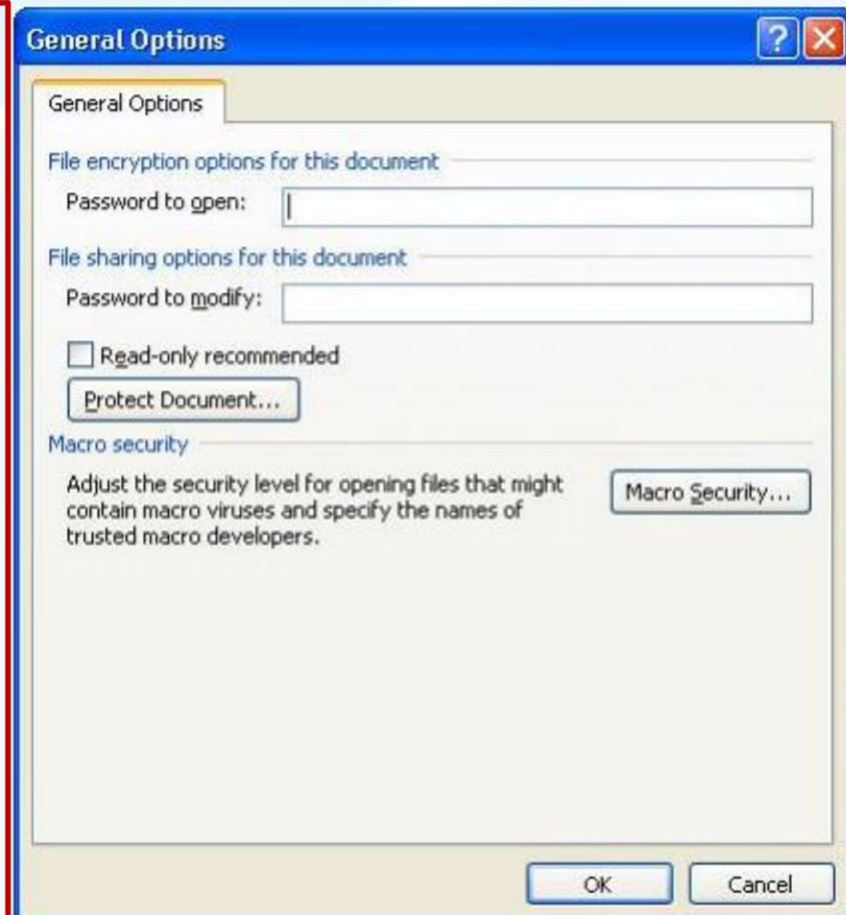 General Options
General Options
File encryption options for this document
Password to open:
File sharing options for this document
Password to modify:
Read-only recommended
Protect Document...
Macro security
Adjust the security level for opening files that might
contain macro viruses and specify the names of
trusted macro developers.
Macro Security...
OK
Cancel